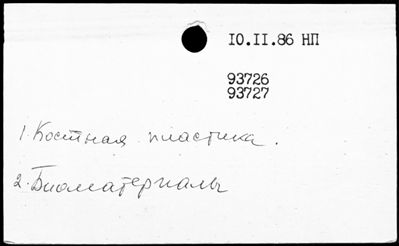 10.II.86 НП
93726
93727
1. Костная пластика.
2. Биоматериалы